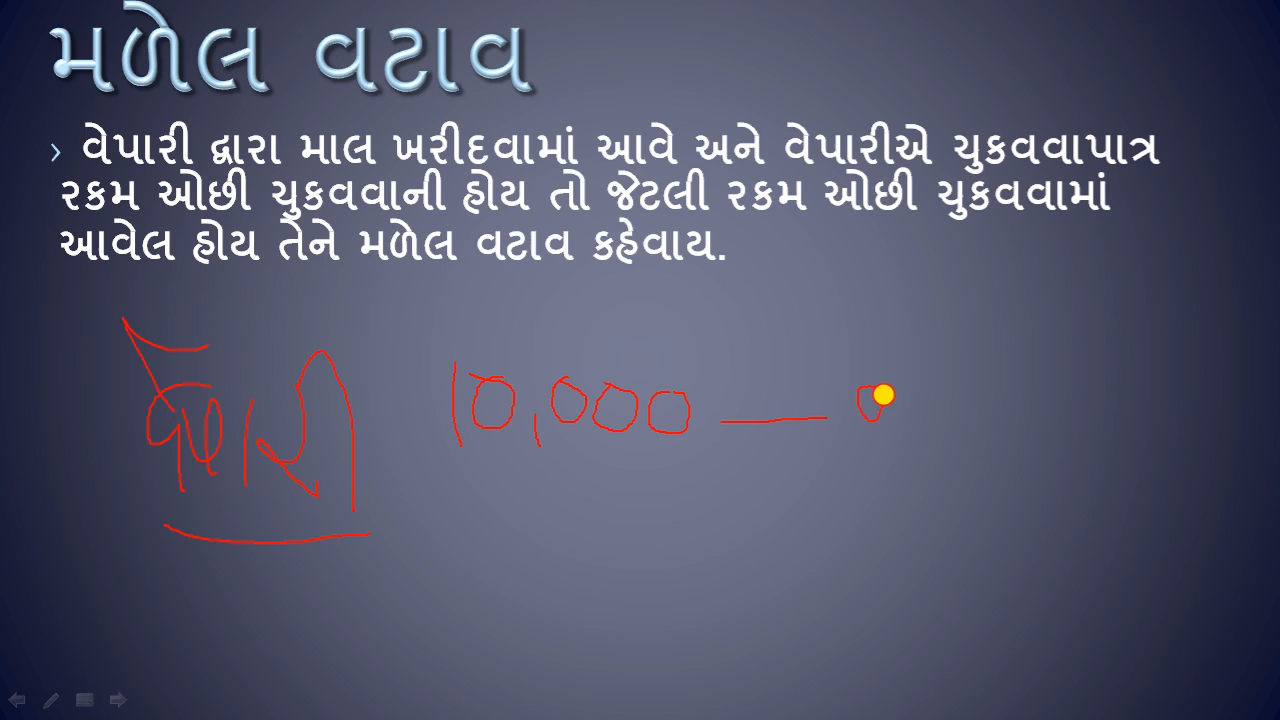 મળેલ વટાવ
› વેપારી દ્વારા માલ ખરીદવામાં આવે અને વેપારીએ ચુકવવાપાત્ર
રકમ ઓછી ચુકવવાની હોય તો જેટલી રકમ ઓછી ચુકવવામાં
આવેલ હોય તેને મળેલ વટાવ કહેવાય.
વેપારી 10,000 —